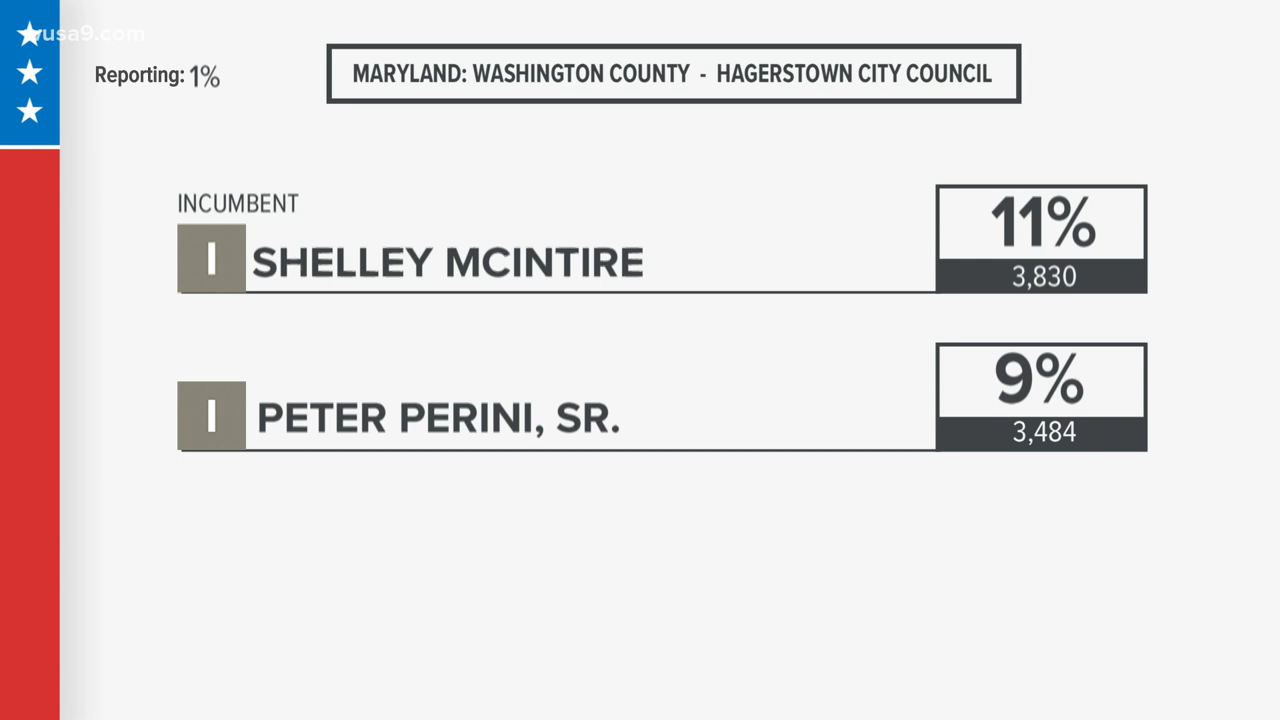 wusa9.com
Reporting: 1%
MARYLAND: WASHINGTON COUNTY - HAGERSTOWN CITY COUNCIL
INCUMBENT
I SHELLEY MCINTIRE
11%
3,830
I PETER PERINI, SR.
9%
3,484